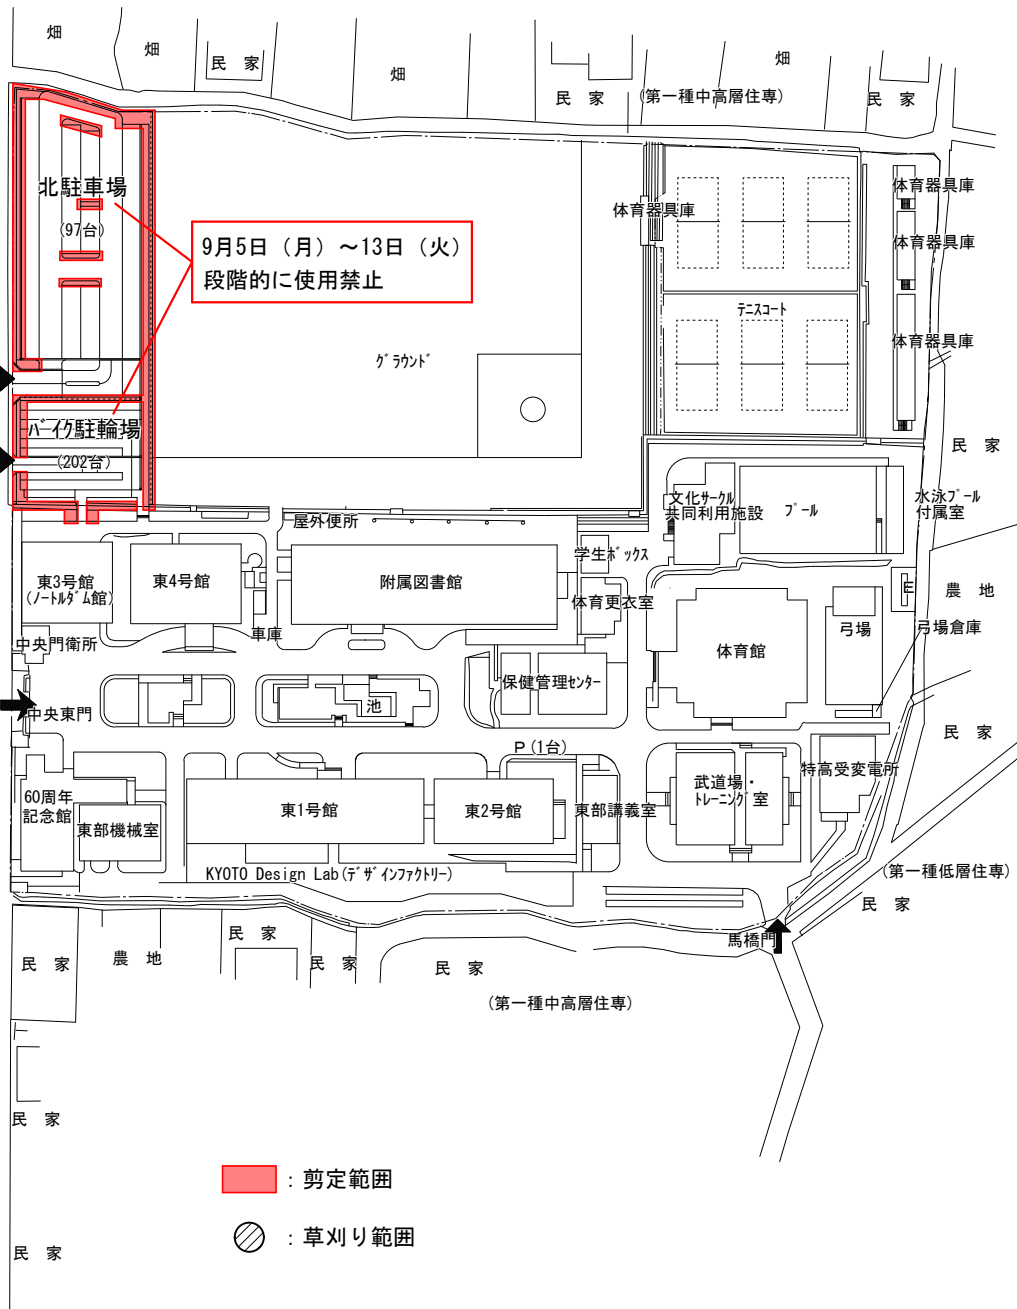 畑
畑
民 家
畑
畑
民 家
(第一種中高層住専)
民 家
北駐車場
(97台)
9月5日（月）～13日（火）
段階的に使用禁止
体育器具庫
体育器具庫
体育器具庫
体育器具庫
テニスコート
グラウンド
バイク駐輪場
(202台)
民 家
屋外便所
文化サークル
共同利用施設
プール
水泳プール
付属室
東3号館
(ノートルダム館)
東4号館
附属図書館
学生ボックス
体育更衣室
農 地
車庫
中央門衛所
体育館
弓場
弓場倉庫
保健管理センター
池
中央東門
民 家
P(1台)
60周年
記念館
東部機械室
東1号館
東2号館
東部講義室
武道場・
トレーニング室
特高受変電所
KYOTO Design Lab(デザインファクトリー)
(第一種低層住専)
民 家
馬橋門
民 家
農 地
民 家
民 家
民 家
(第一種中高層住専)
民 家
：剪定範囲
：草刈り範囲
民 家